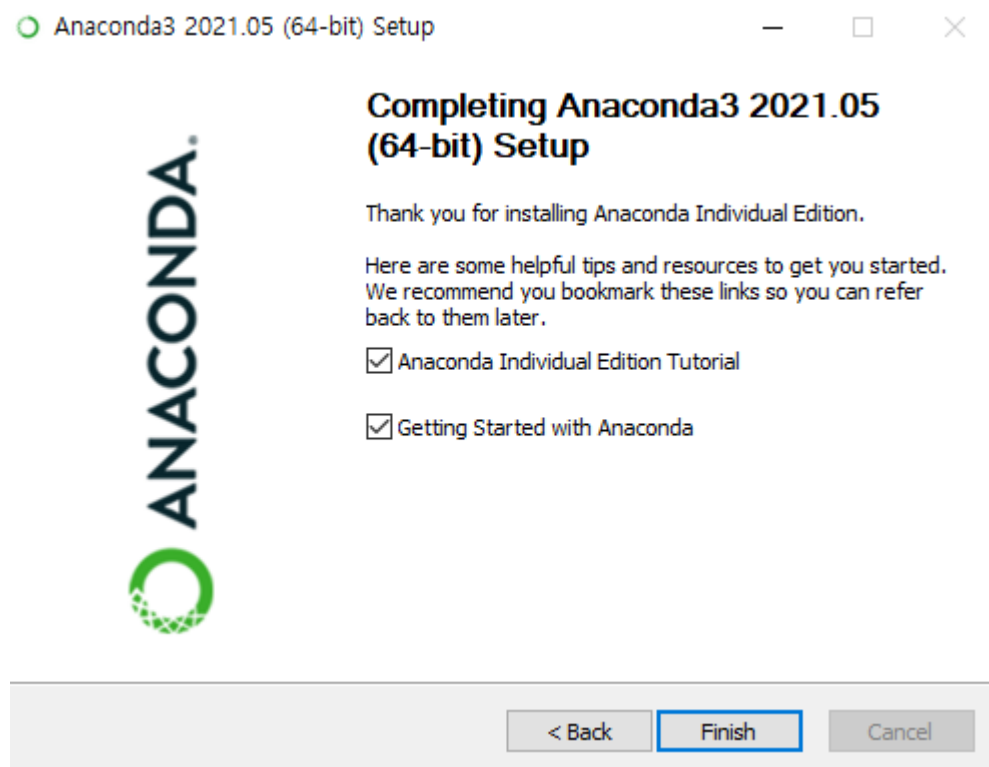 Anaconda3 2021.05 (64-bit) Setup
ANACONDA.
Completing Anaconda3 2021.05
(64-bit) Setup
Thank you for installing Anaconda Individual Edition.
Here are some helpful tips and resources to get you started.
We recommend you bookmark these links so you can refer
back to them later.
Anaconda Individual Edition Tutorial
Getting Started with Anaconda
< Back
Finish
Cancel